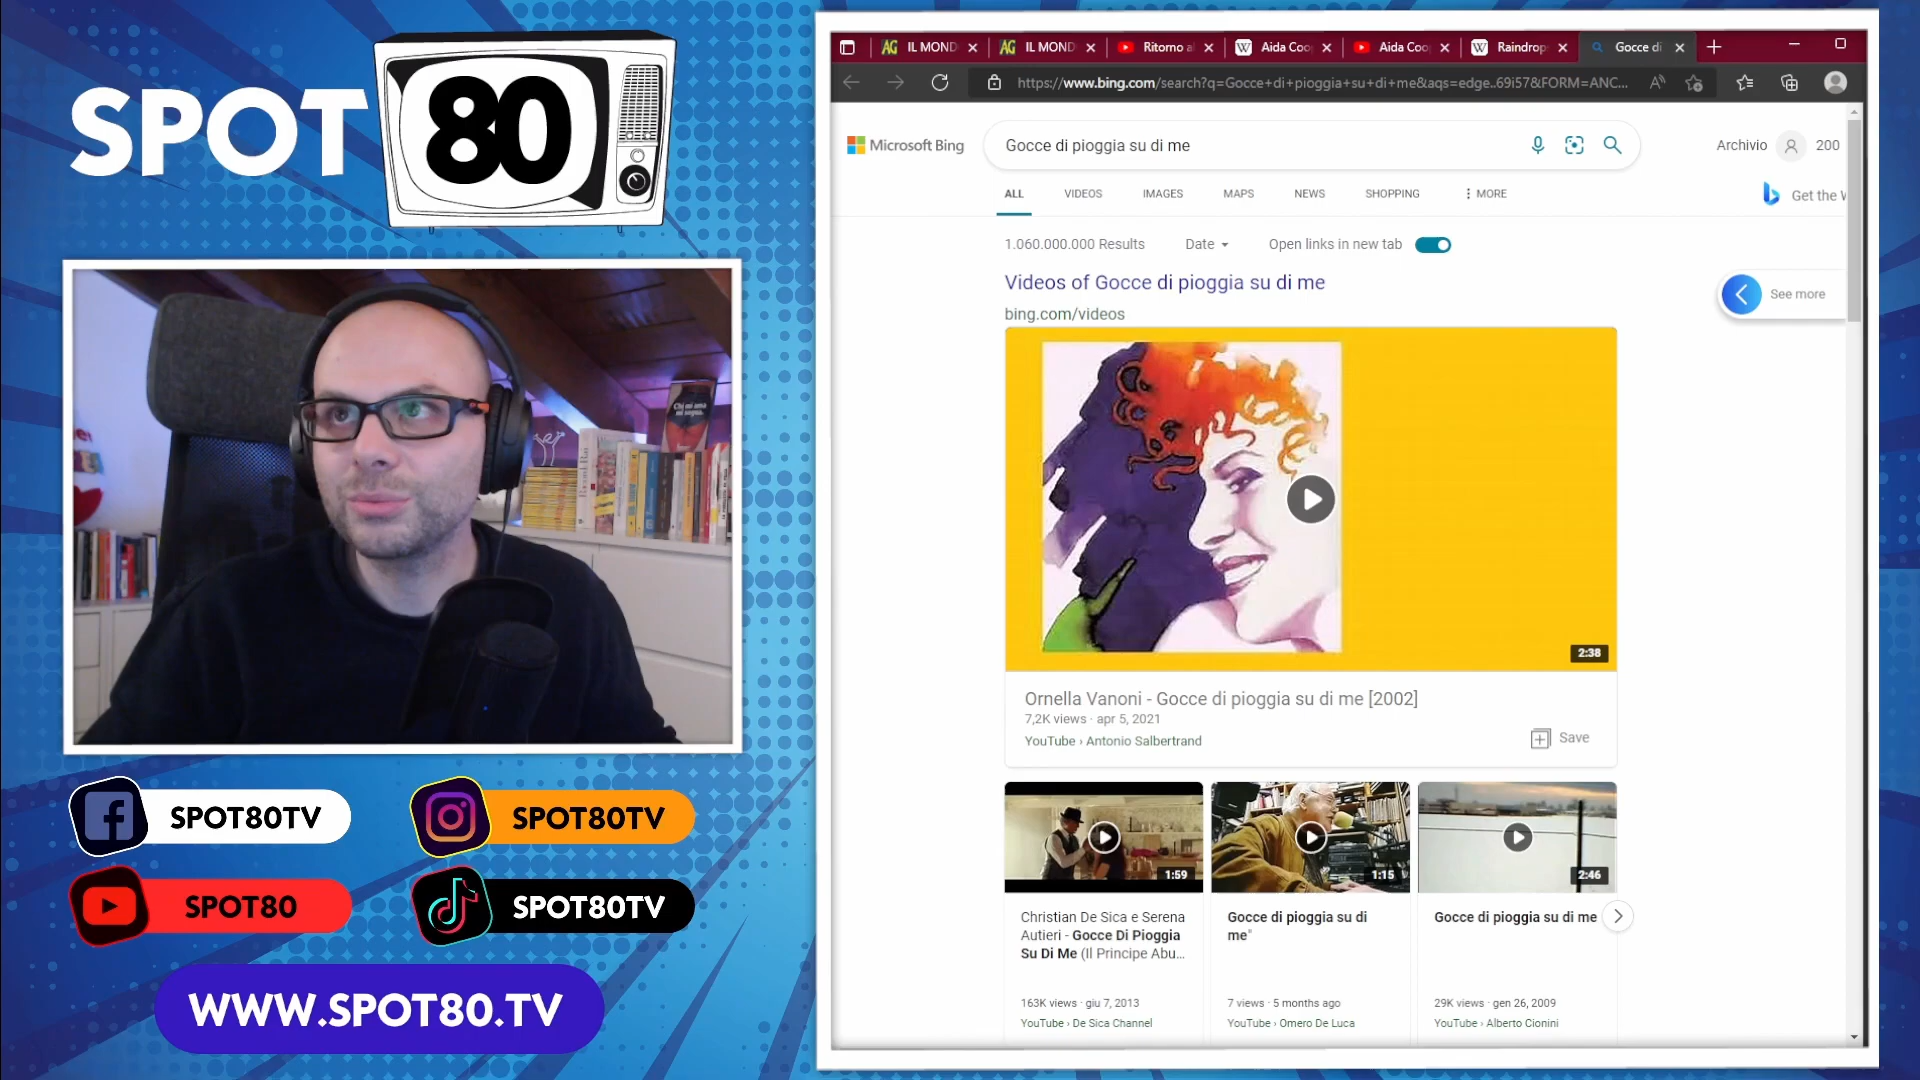 SPOT 80
SPOT80TV
SPOT80TV
SPOT80
SPOT80TV
WWW.SPOT80.TV
IL MOND
IL MOND
Ritorno al
Aida Coo
Aida Coo
Raindrop
Gocce di
https://www.bing.com/search?q=Gocce+di+pioggia+su+di+me&aqs=edge..69i57&FORM=ANC...
Microsoft Bing
Gocce di pioggia su di me
Archivio
200
ALL
VIDEOS
IMAGES
MAPS
NEWS
SHOPPING
MORE
Get the
1.060.000.000 Results
Date
Open links in new tab
Videos of Gocce di pioggia su di me
bing.com/videos
See more
2:38
Ornella Vanoni - Gocce di pioggia su di me [2002]
7,2K views · apr 5, 2021
YouTube › Antonio Salbertrand
Save
1:59
Christian De Sica e Serena
Autieri - Gocce Di Pioggia
Su Di Me (Il Principe Abu...
163K views · giu 7, 2013
YouTube › De Sica Channel
1:15
Gocce di pioggia su di
me"
7 views · 5 months ago
YouTube › Omero De Luca
2:46
Gocce di pioggia su di me
29K views · gen 26, 2009
YouTube › Alberto Cionini